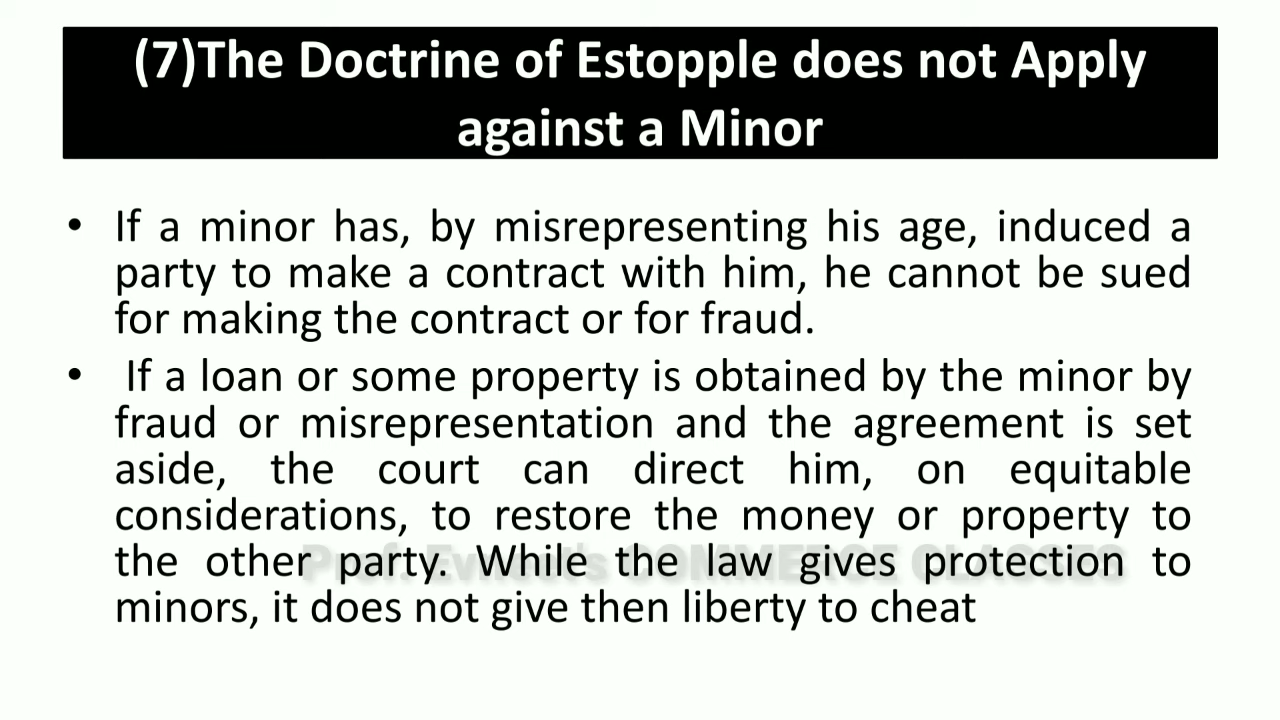 (7)The Doctrine of Estopple does not Apply
against a Minor
• If a minor has, by misrepresenting his age, induced a
party to make a contract with him, he cannot be sued
for making the contract or for fraud.
• If a loan or some property is obtained by the minor by
fraud or misrepresentation and the agreement is set
aside, the court can direct him, on equitable
considerations, to restore the money or property to
the other party. While the law gives protection to
minors, it does not give then liberty to cheat
Prof. COMMERCE CLASSES